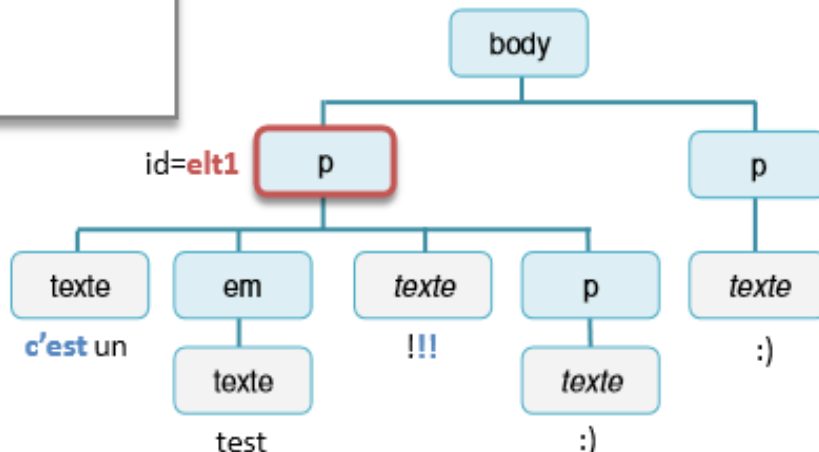 body
id=elt1 p p
texte em texte p texte
c'est un !!! :)
texte texte
test :)